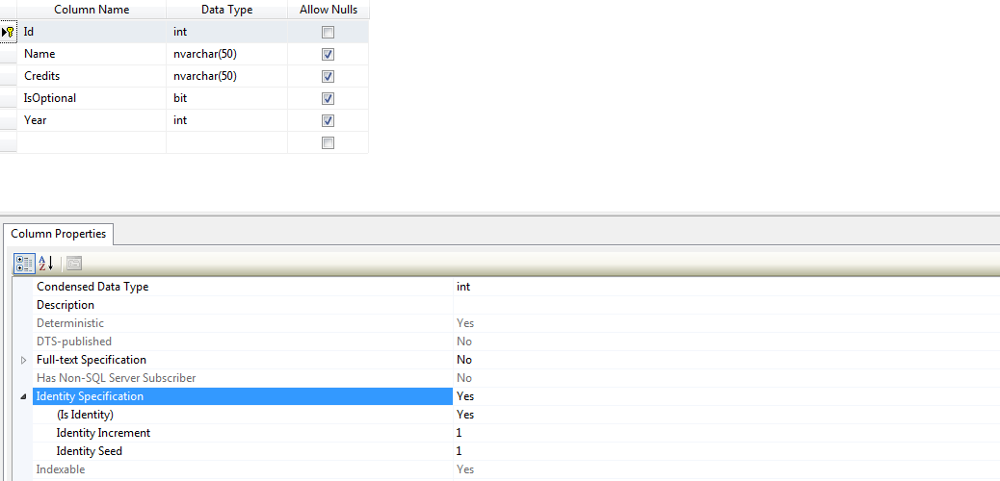 Column Name Data Type Allow Nulls
Id int
Name nvarchar(50)
Credits nvarchar(50)
IsOptional bit
Year int
Column Properties
A Z
Condensed Data Type int
Description
Deterministic Yes
DTS-published No
Full-text Specification No
Has Non-SQL Server Subscriber No
Identity Specification Yes
(Is Identity) Yes
Identity Increment 1
Identity Seed 1
Indexable Yes